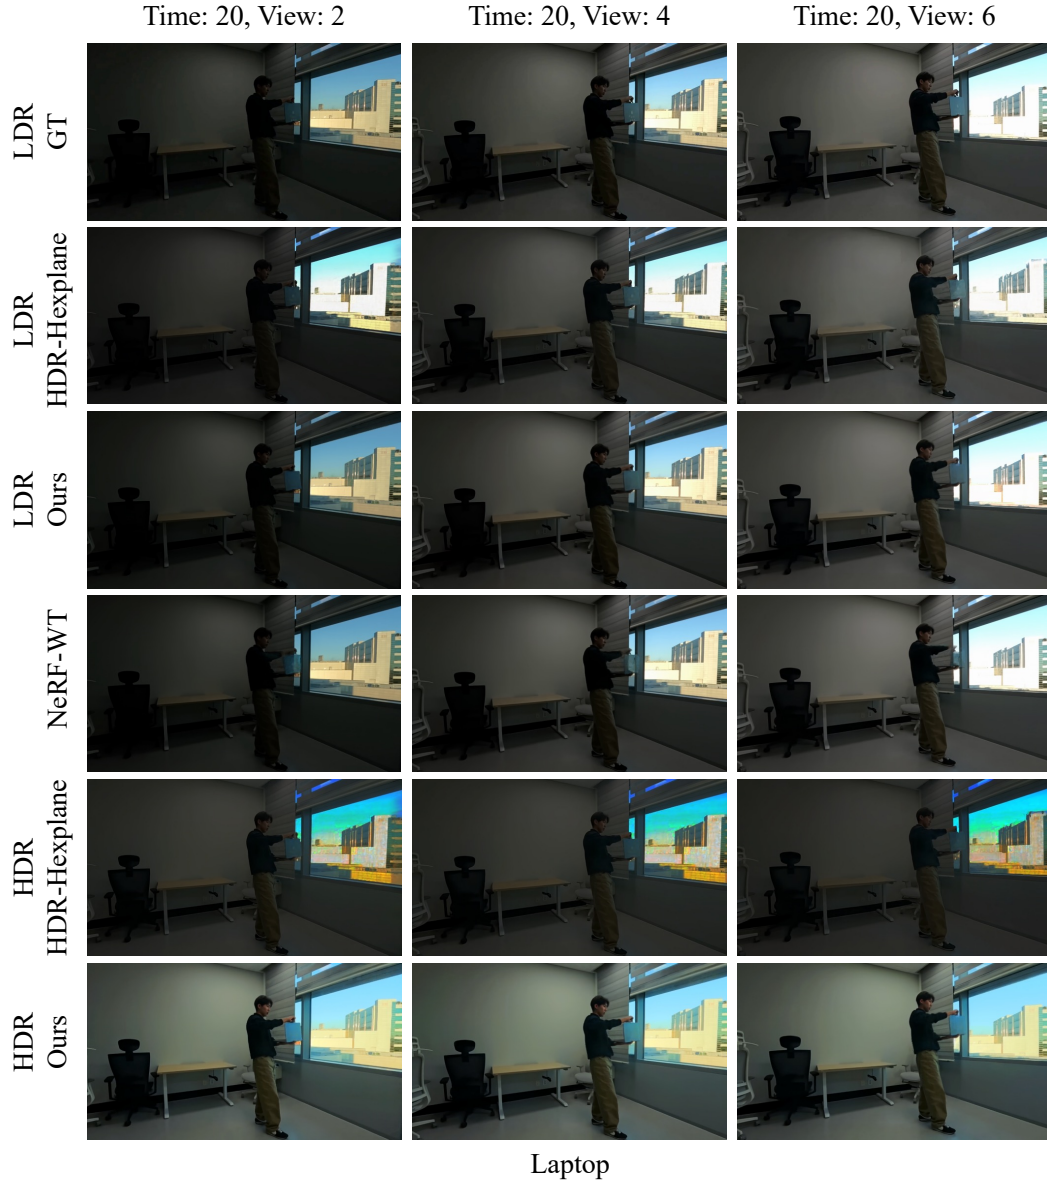 Time: 20, View: 2
Time: 20, View: 4
Time: 20, View: 6
LDR
GT
LDR
HDR-Hexplane
LDR
Ours
NeRF-WT
HDR
HDR-Hexplane
HDR
Ours
Laptop